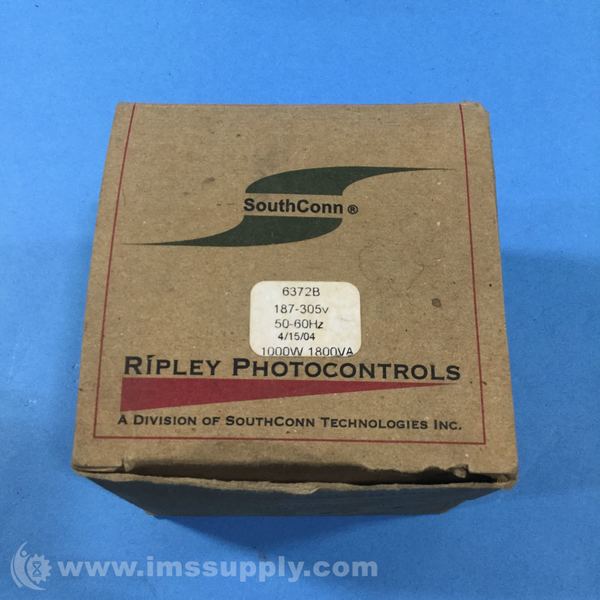 SouthConn ®
6372B
187-305v
50-60Hz
4/15/04
1000W 1800VA
RÍPLEY PHOTOCONTROLS
A DIVISION OF SOUTHCONN TECHNOLOGIES INC.
www.imssupply.com